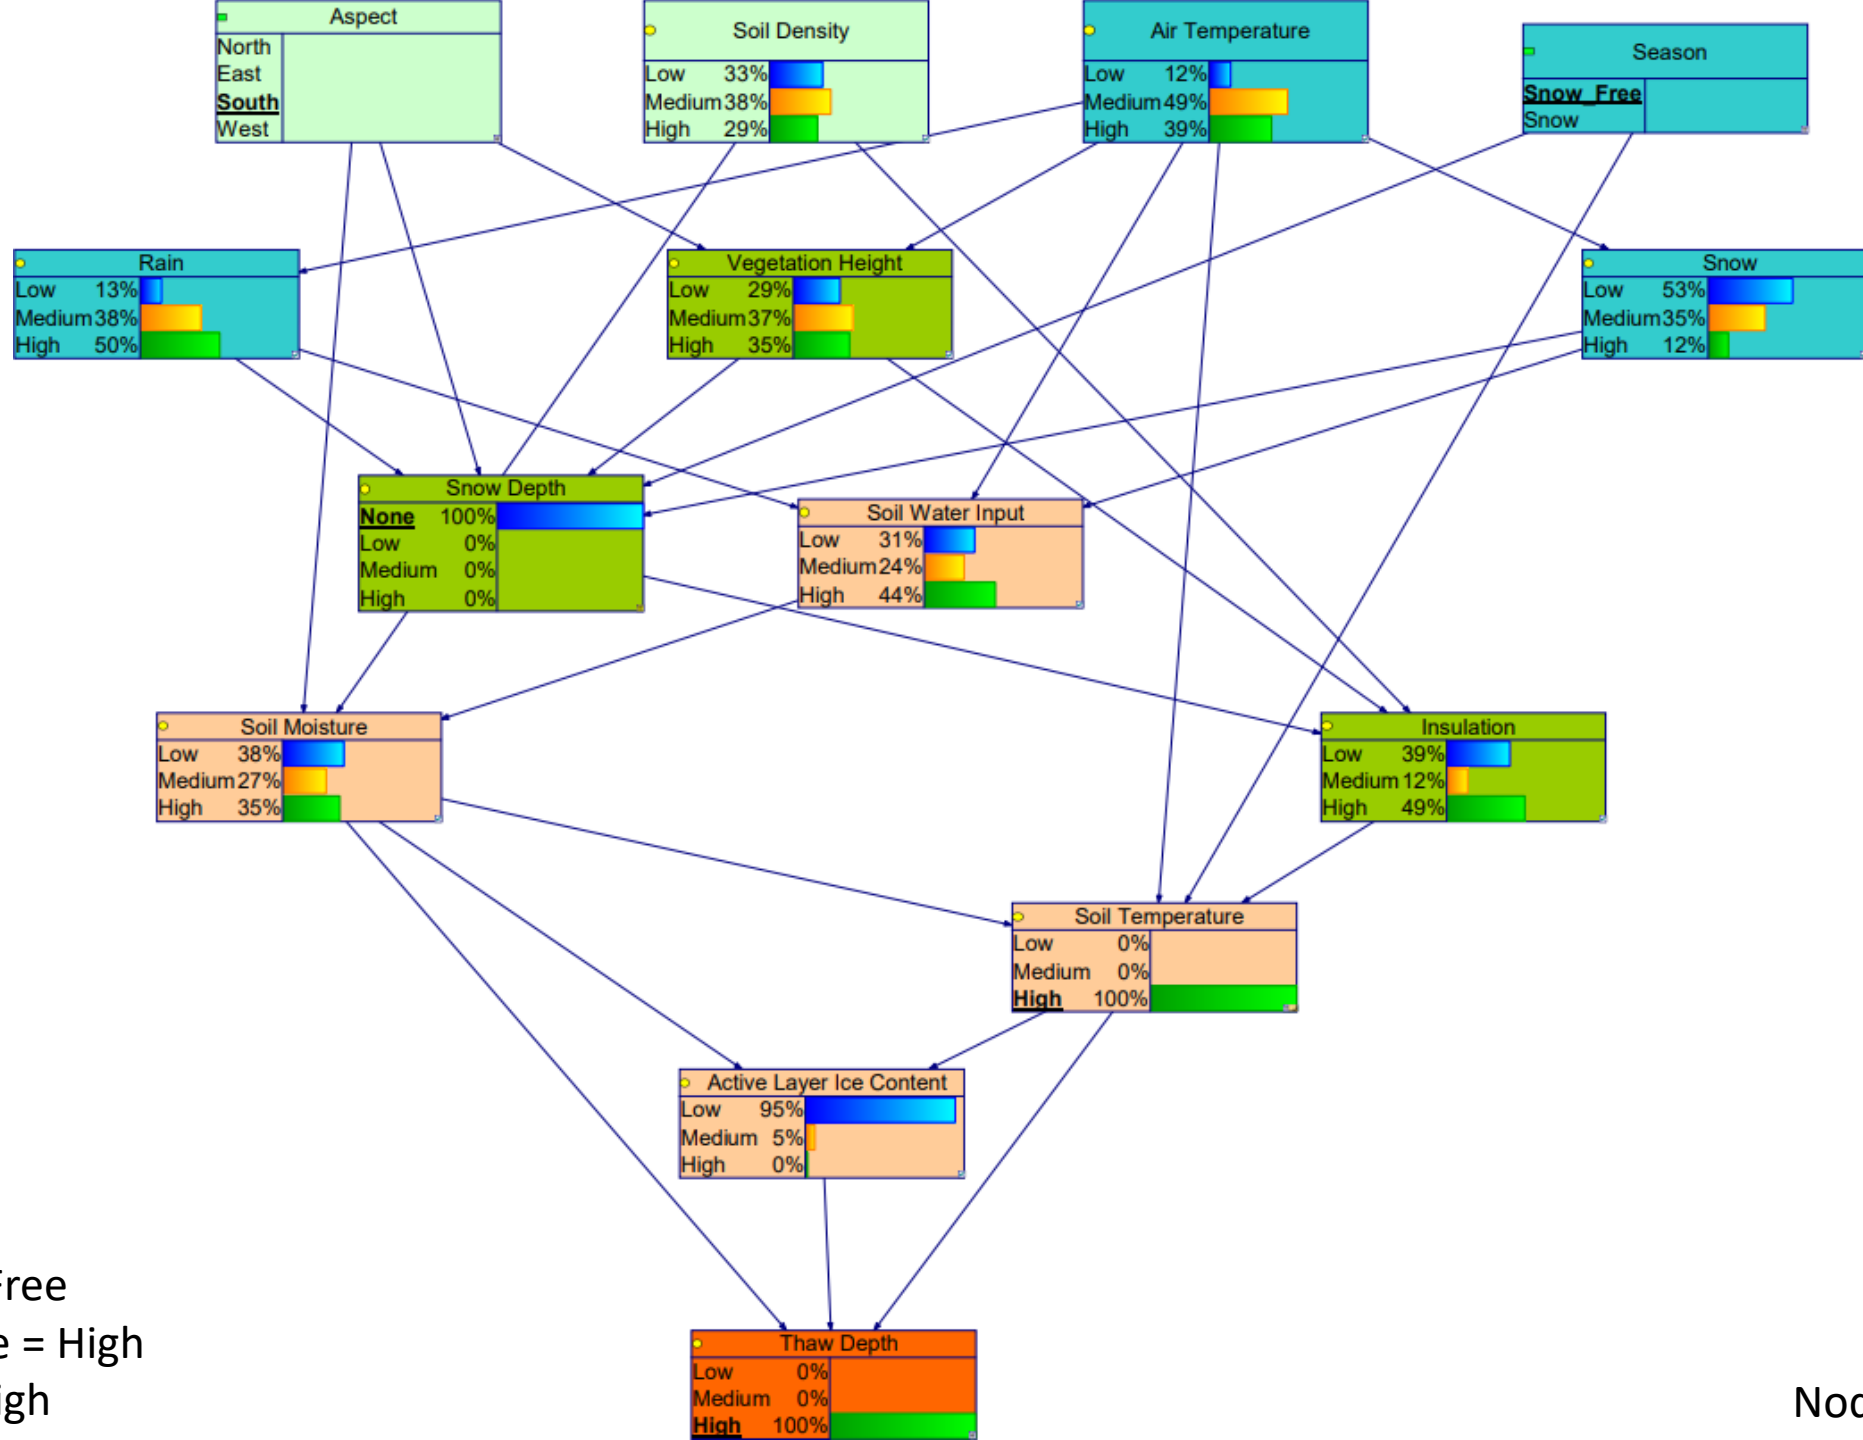 Aspect
North
East
South
West
Soil Density
Low 33%
Medium 38%
High 29%
Air Temperature
Low 12%
Medium 49%
High 39%
Season
Snow_Free
Snow
Rain
Low 13%
Medium 38%
High 50%
Vegetation Height
Low 29%
Medium 37%
High 35%
Snow
Low 53%
Medium 35%
High 12%
Snow Depth
None 100%
Low 0%
Medium 0%
High 0%
Soil Water Input
Low 31%
Medium 24%
High 44%
Soil Moisture
Low 38%
Medium 27%
High 35%
Insulation
Low 39%
Medium 12%
High 49%
Soil Temperature
Low 0%
Medium 0%
High 100%
Active Layer Ice Content
Low 95%
Medium 5%
High 0%
Thaw Depth
Low 0%
Medium 0%
High 100%
Free
e = High
igh